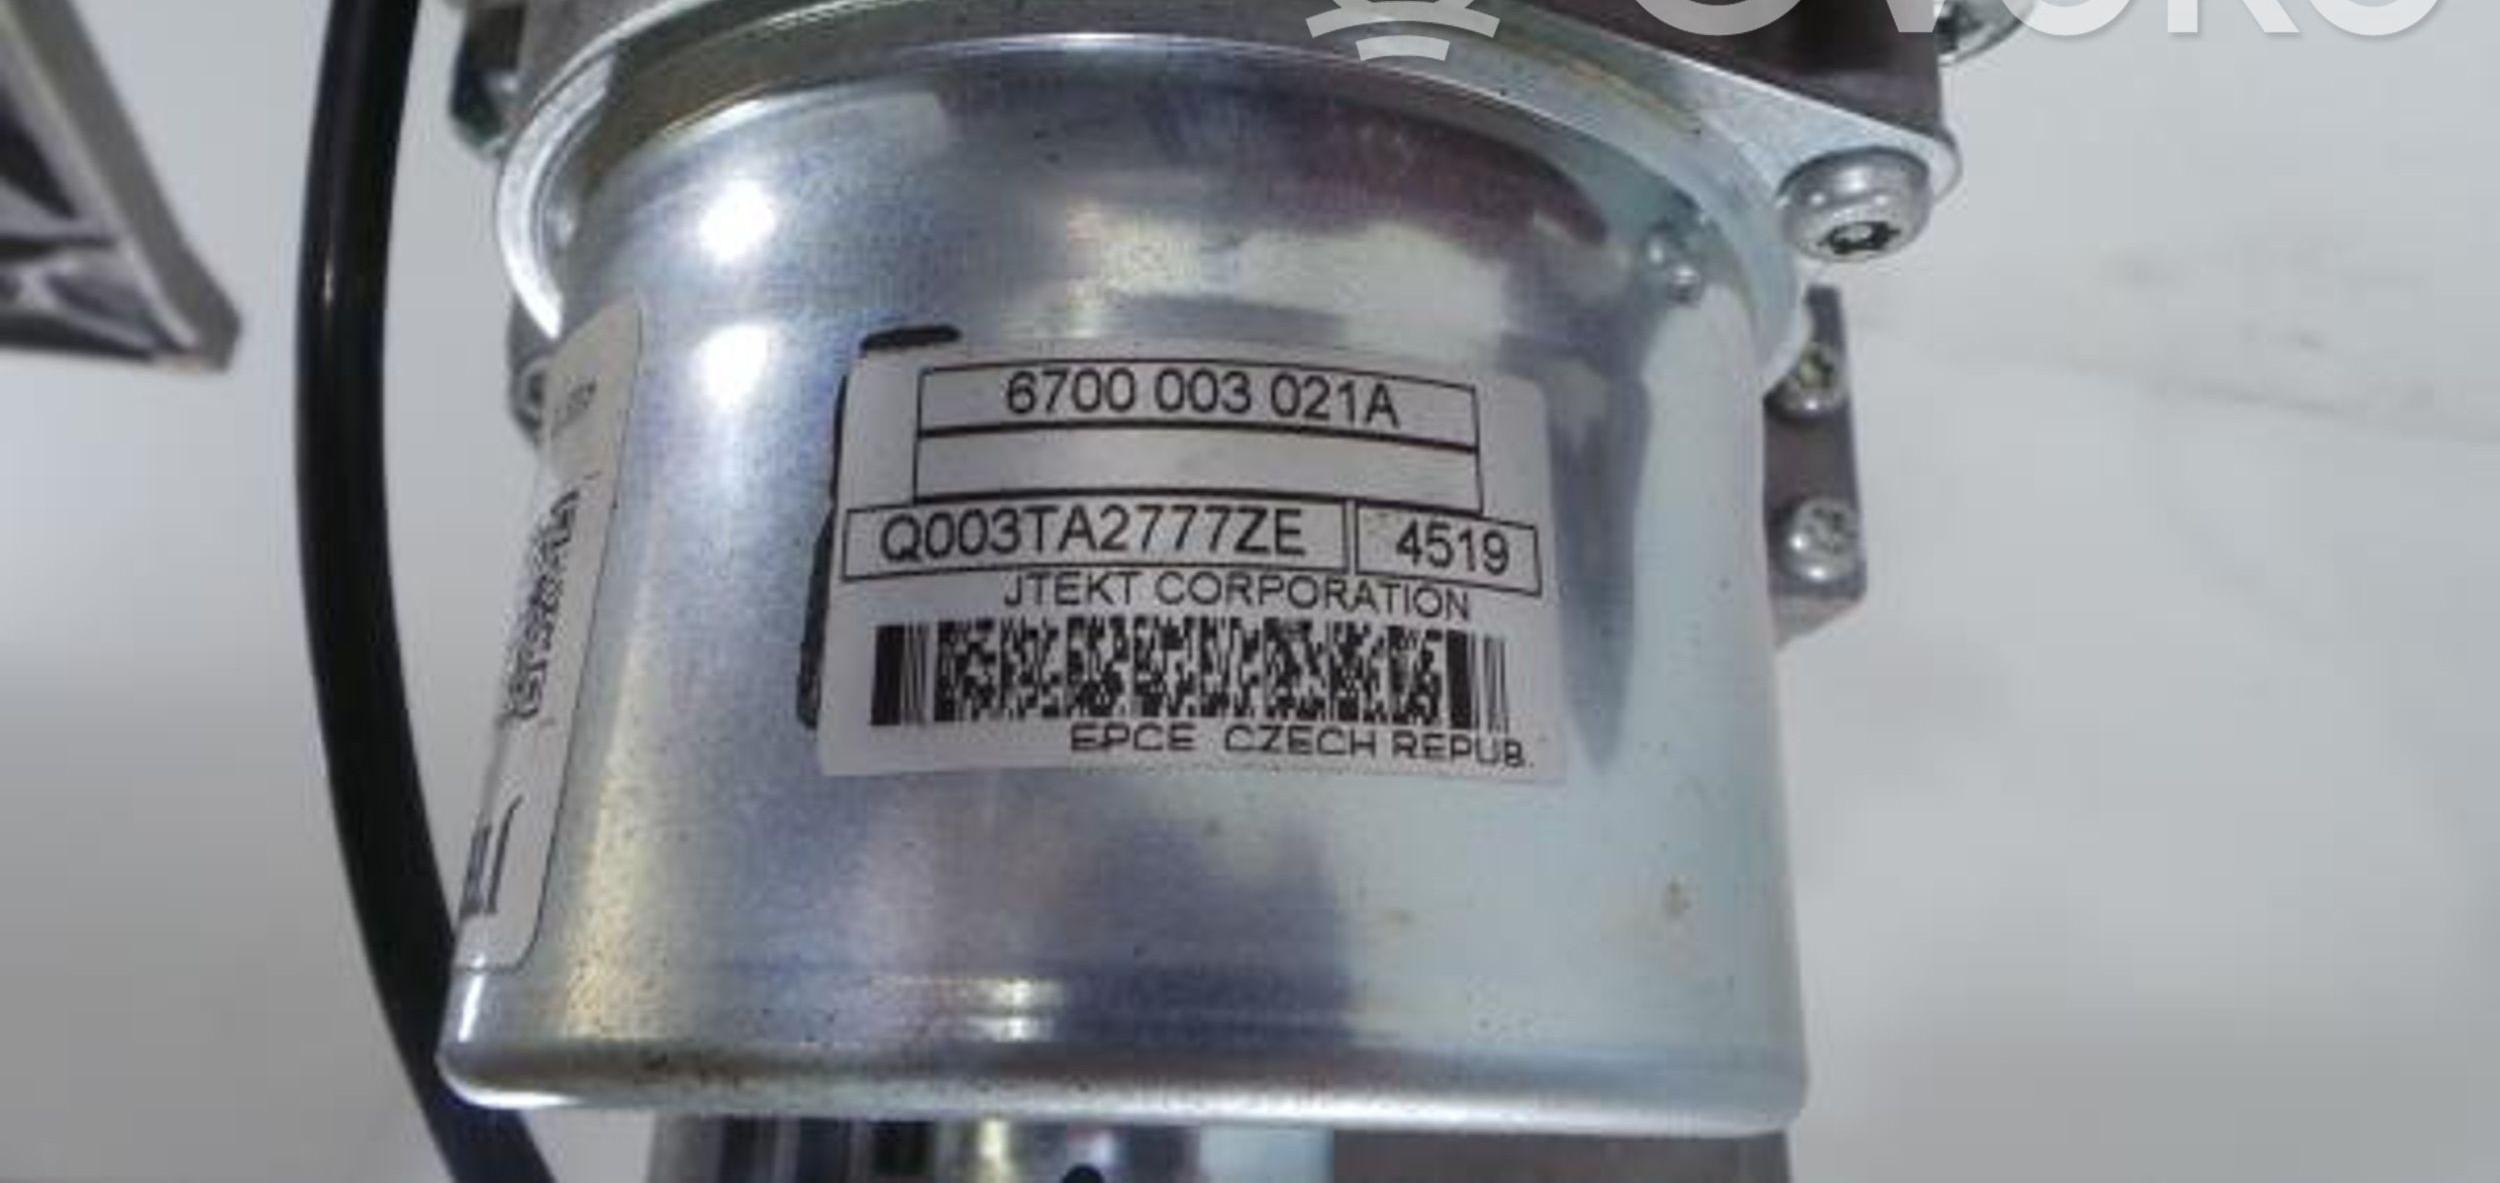 6700 003 021A
Q003TA2777ZE 4519
JTEKT CORPORATION
EPCE CZECH REPUB.